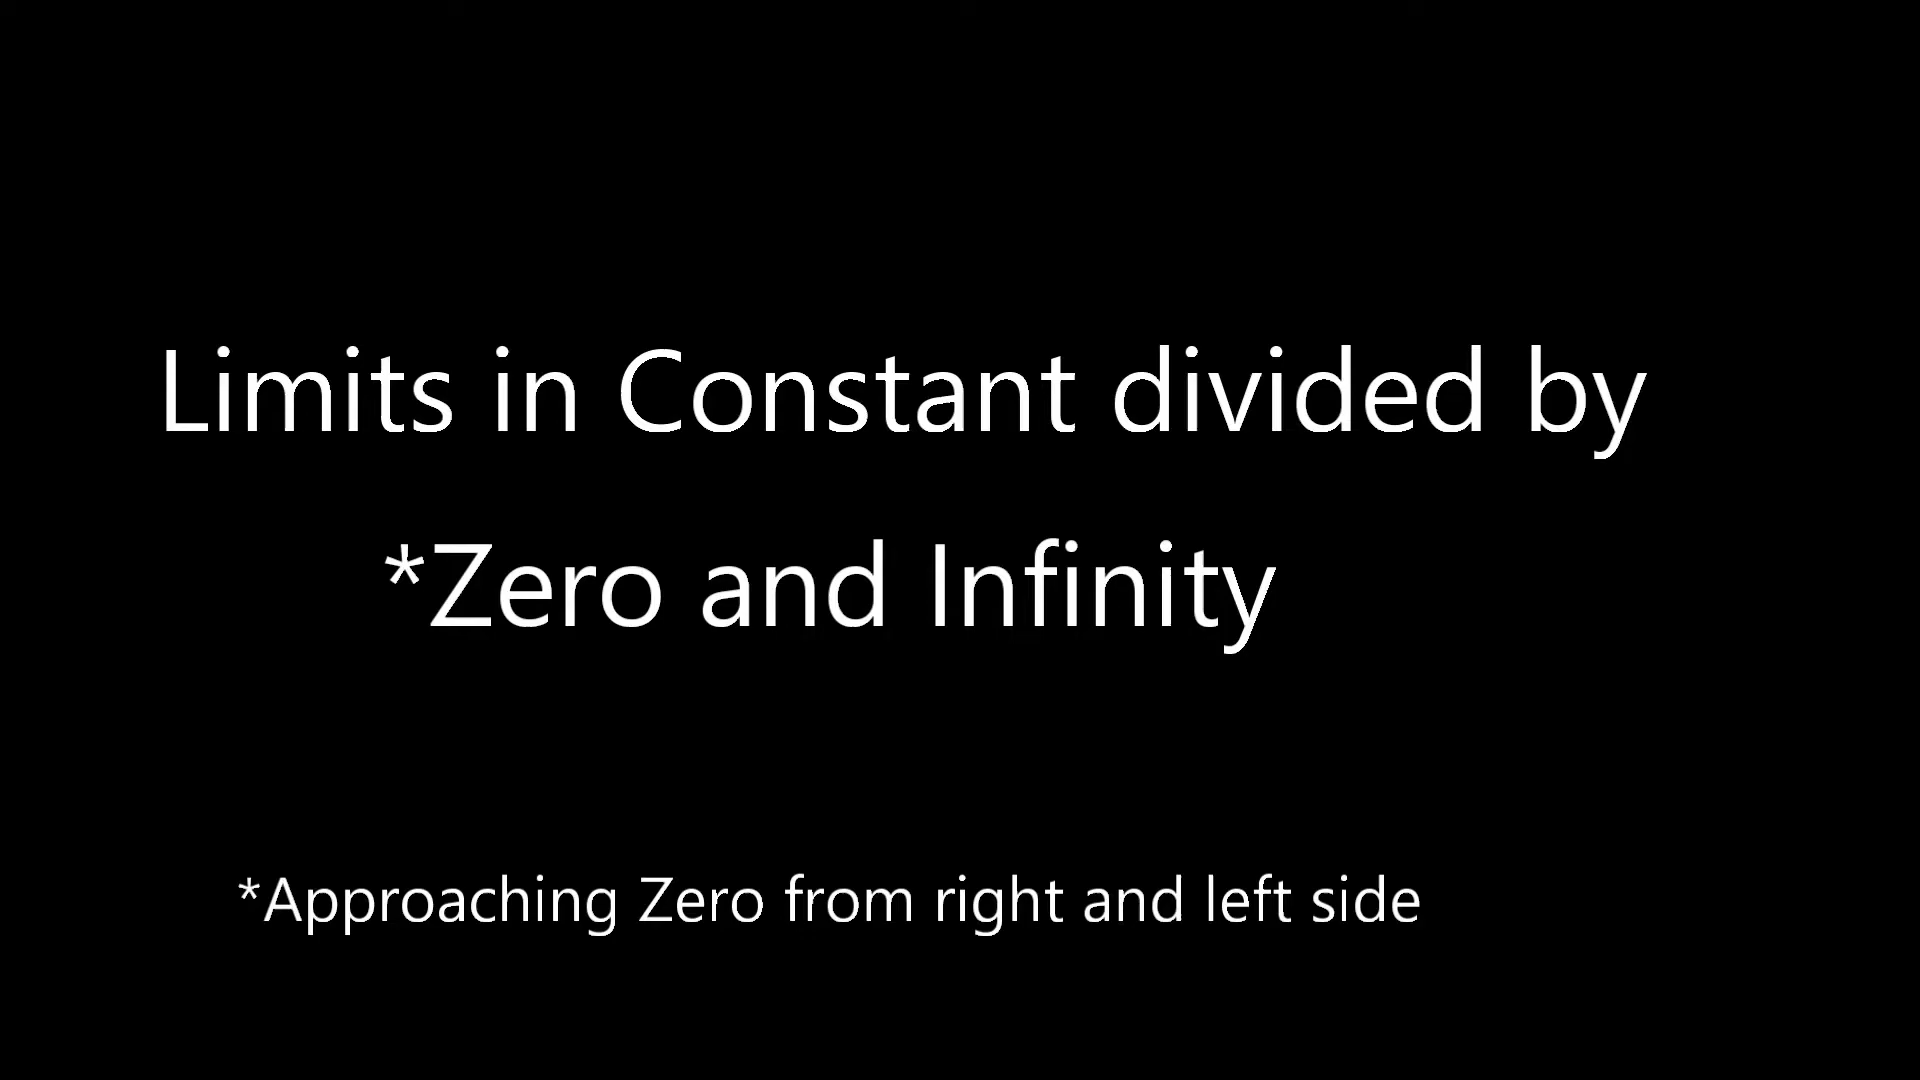 Limits in Constant divided by
*Zero and Infinity
*Approaching Zero from right and left side